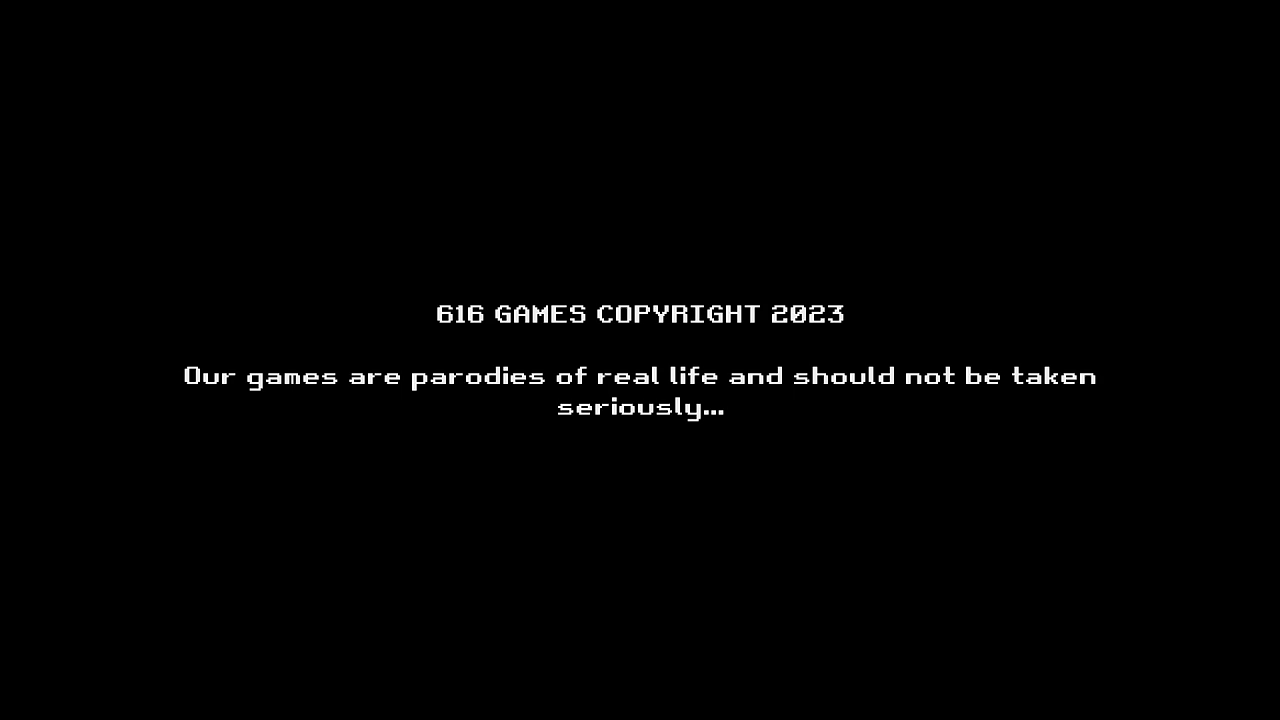 616 GAMES COPYRIGHT 2023
Our games are parodies of real life and should not be taken
seriously...